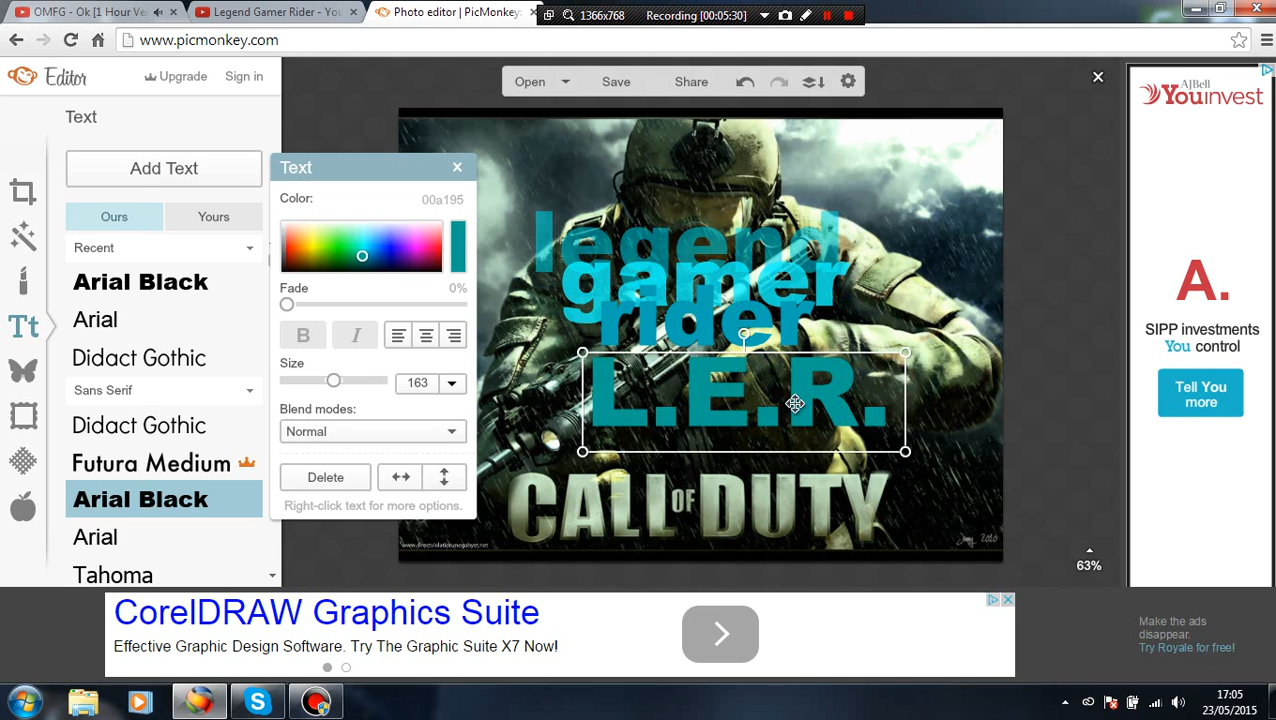 OMFG - Ok [1 Hour Ve
Legend Gamer Rider - You
Photo editor | PicMonkey:
1366x768
Recording [00:05:30]
www.picmonkey.com
Editor
Upgrade
Sign in
Open
Save
Share
Text
Add Text
Ours
Yours
Recent
Arial Black
Arial
Didact Gothic
Sans Serif
Didact Gothic
Futura Medium
Arial Black
Arial
Tahoma
Text
Color:
00a195
Fade
0%
B
I
Size
163
Blend modes:
Normal
Delete
Right-click text for more options.
legend
gamer
rider
L.E.R.
CALL OF DUTY
63%
AJBell
Youinvest
A.
SIPP investments
You control
Tell You
more
CorelDRAW Graphics Suite
Effective Graphic Design Software. Try The Graphic Suite X7 Now!
Make the ads
disappear.
Try Royale for free!
17:05
23/05/2015